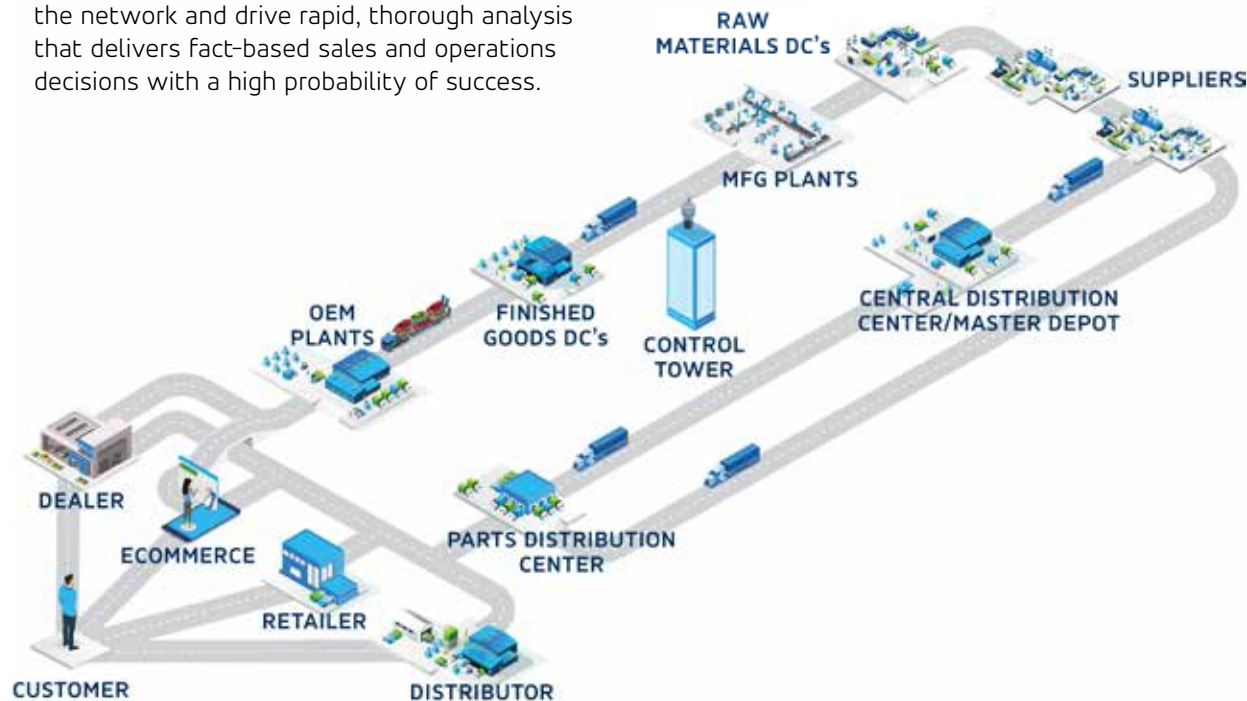 the network and drive rapid, thorough analysis
that delivers fact-based sales and operations
decisions with a high probability of success.
RAW
MATERIALS DC's
SUPPLIERS
MFG PLANTS
CENTRAL DISTRIBUTION
CENTER/MASTER DEPOT
OEM
PLANTS
FINISHED
GOODS DC's
CONTROL
TOWER
DEALER
ECOMMERCE
PARTS DISTRIBUTION
CENTER
RETAILER
CUSTOMER
DISTRIBUTOR